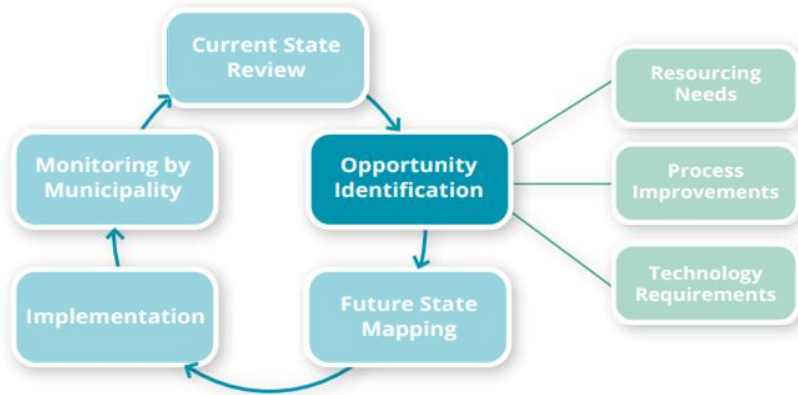 Current State
Review
Opportunity
Identification
Future State
Mapping
Implementation
Monitoring by
Municipality
Resourcing
Needs
Process
Improvements
Technology
Requirements